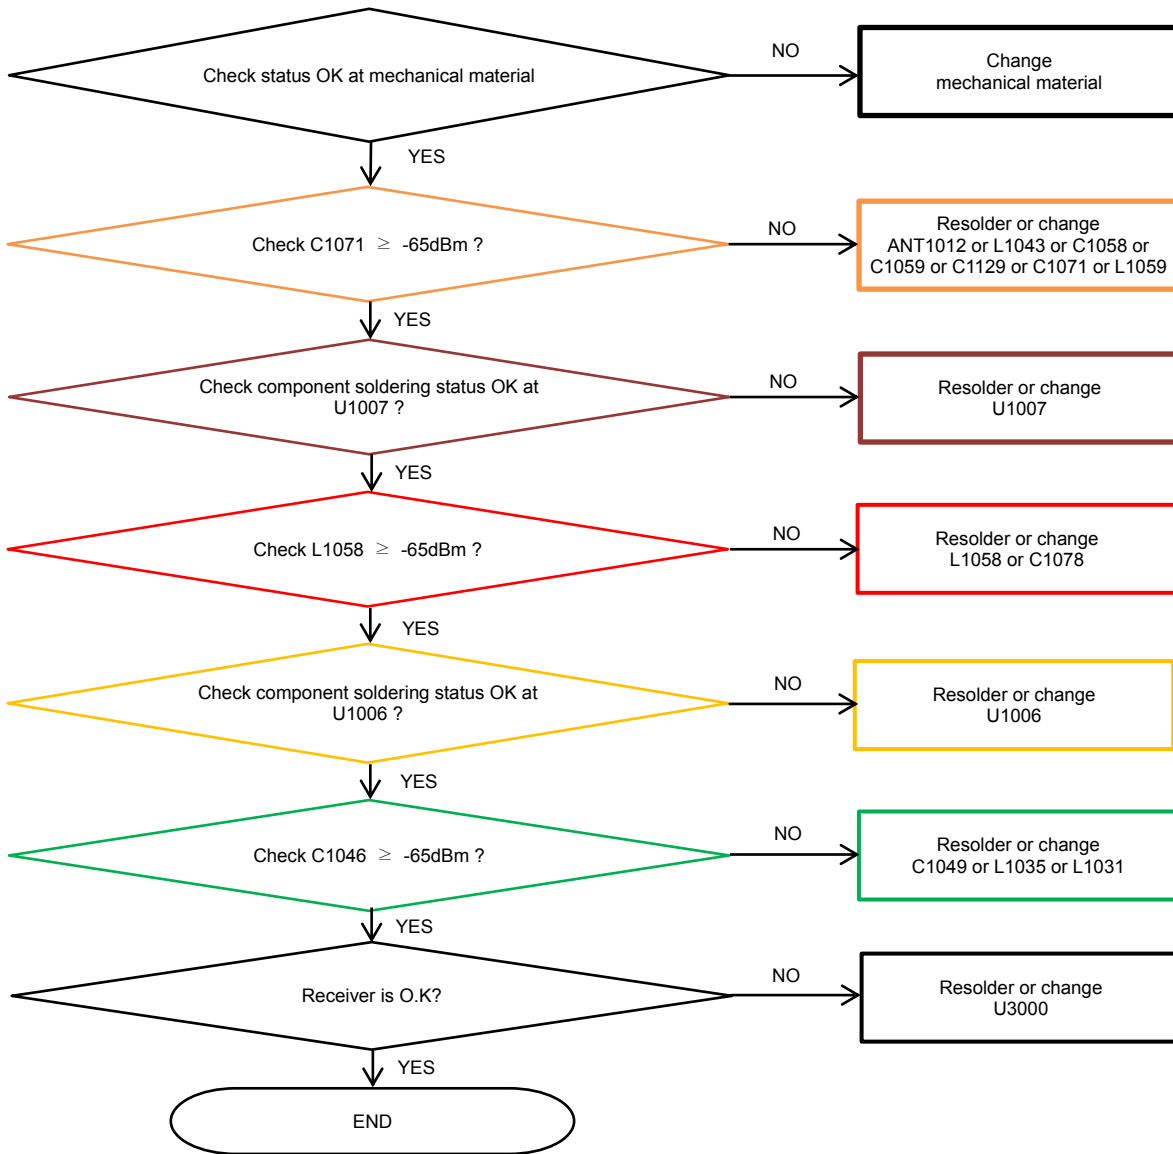 Check status OK at mechanical material
NO
Change
mechanical material
YES
Check C1071 ≥ -65dBm ?
NO
Resolder or change
ANT1012 or L1043 or C1058 or
C1059 or C1129 or C1071 or L1059
YES
Check component soldering status OK at
U1007 ?
NO
Resolder or change
U1007
YES
Check L1058 ≥ -65dBm ?
NO
Resolder or change
L1058 or C1078
YES
Check component soldering status OK at
U1006 ?
NO
Resolder or change
U1006
YES
Check C1046 ≥ -65dBm ?
NO
Resolder or change
C1049 or L1035 or L1031
YES
Receiver is O.K?
NO
Resolder or change
U3000
YES
END